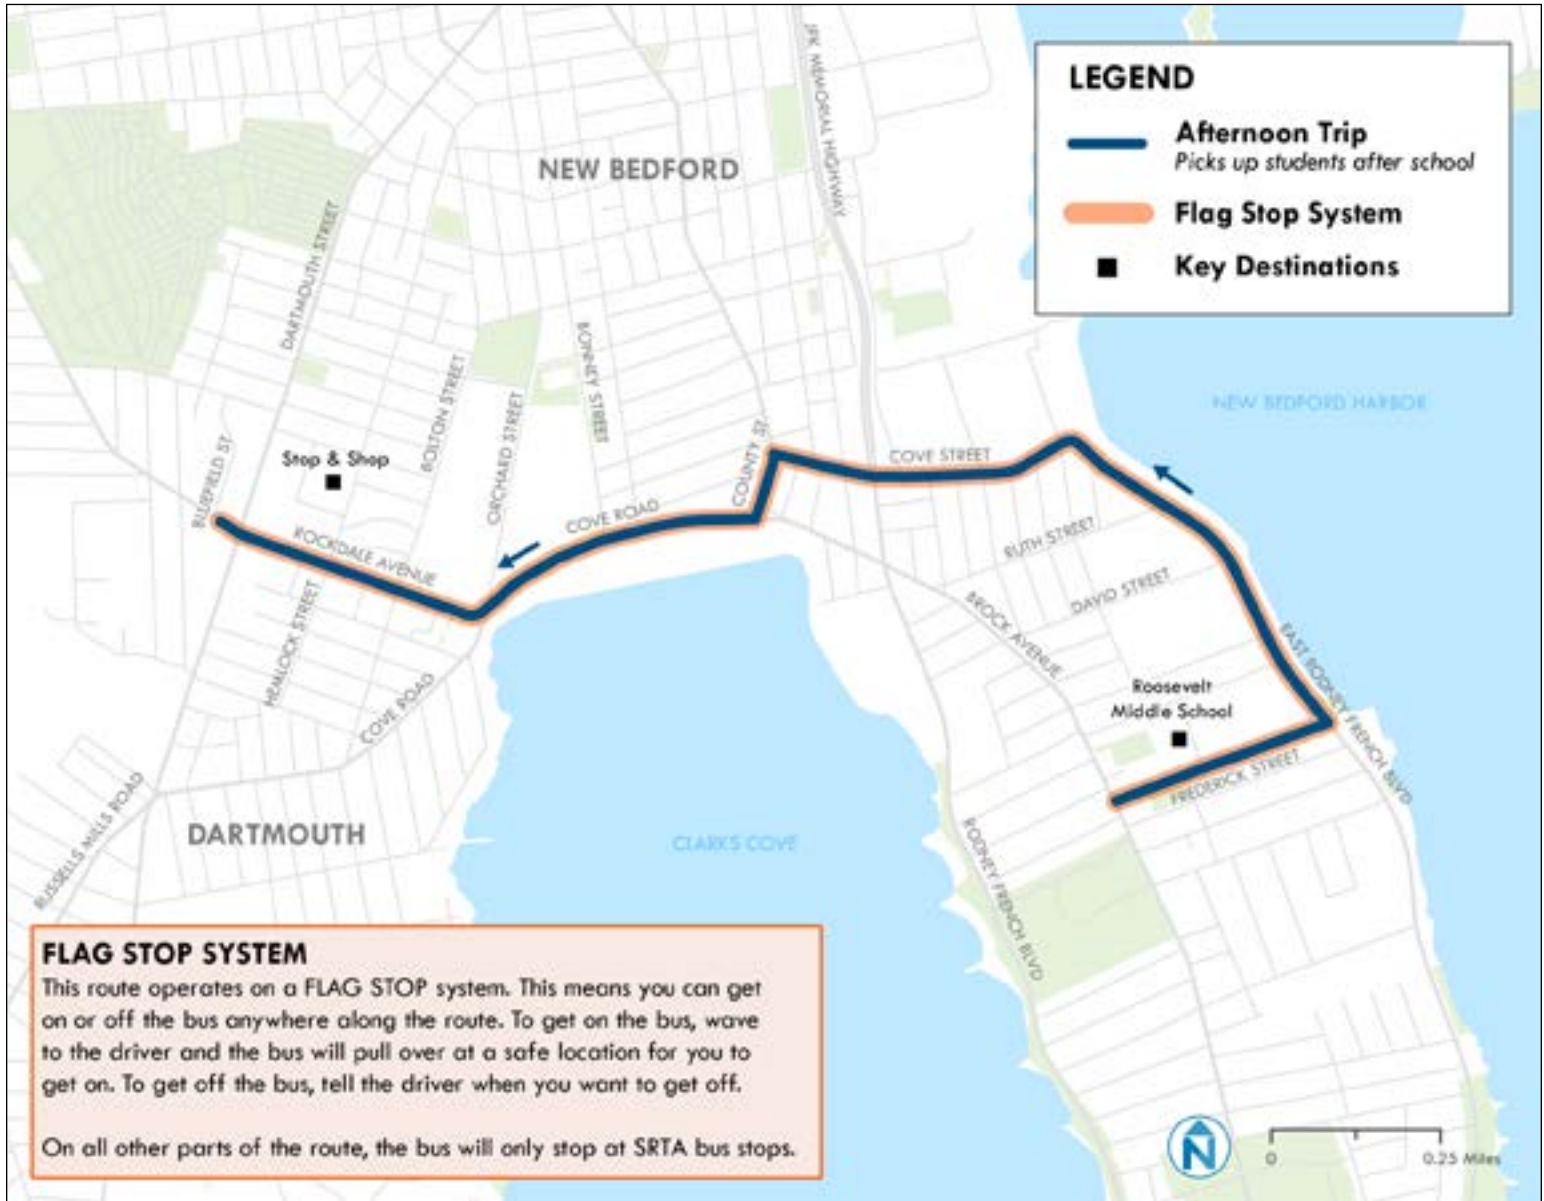 LEGEND
Afternoon Trip
Picks up students after school
Flag Stop System
Key Destinations
JFK MEMORIAL HIGHWAY
NEW BEDFORD
DARTMOUTH STREET
BONNEY STREET
BOLTON STREET
ORCHARD STREET
NEW BEDFORD HARBOR
BLUEFIELD ST.
Stop & Shop
COUNTY ST.
COVE STREET
COVE ROAD
ROCKDALE AVENUE
RUTH STREET
DAVID STREET
HEMLOCK STREET
BROCK AVENUE
EAST RODNEY FRENCH BLVD
COVE ROAD
Roosevelt
Middle School
FREDERICK STREET
RUSSELLS MILLS ROAD
DARTMOUTH
CLARKS COVE
RODNEY FRENCH BLVD
FLAG STOP SYSTEM
This route operates on a FLAG STOP system. This means you can get
on or off the bus anywhere along the route. To get on the bus, wave
to the driver and the bus will pull over at a safe location for you to
get on. To get off the bus, tell the driver when you want to get off.
On all other parts of the route, the bus will only stop at SRTA bus stops.
N
0 0.25 Miles